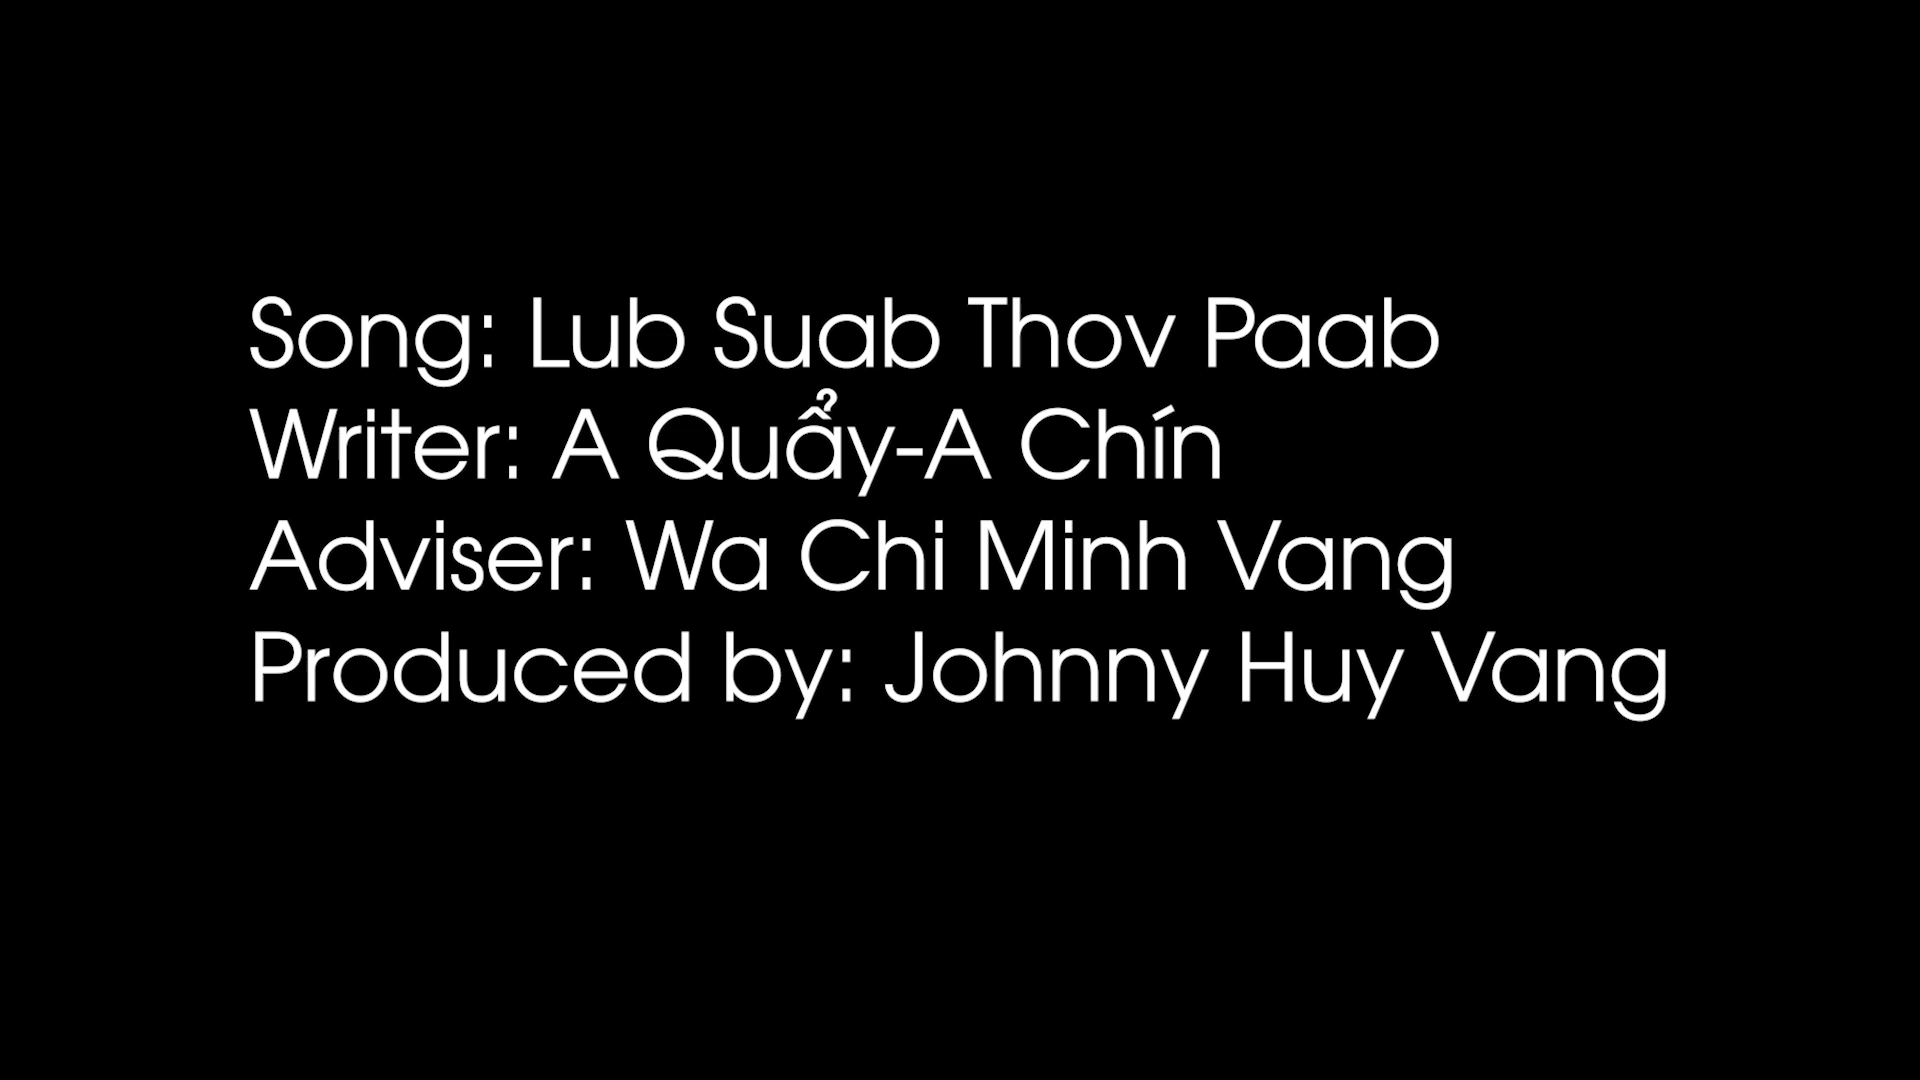 Song: Lub Suab Thov Paab
Writer: A Quẩy-A Chín
Adviser: Wa Chi Minh Vang
Produced by: Johnny Huy Vang